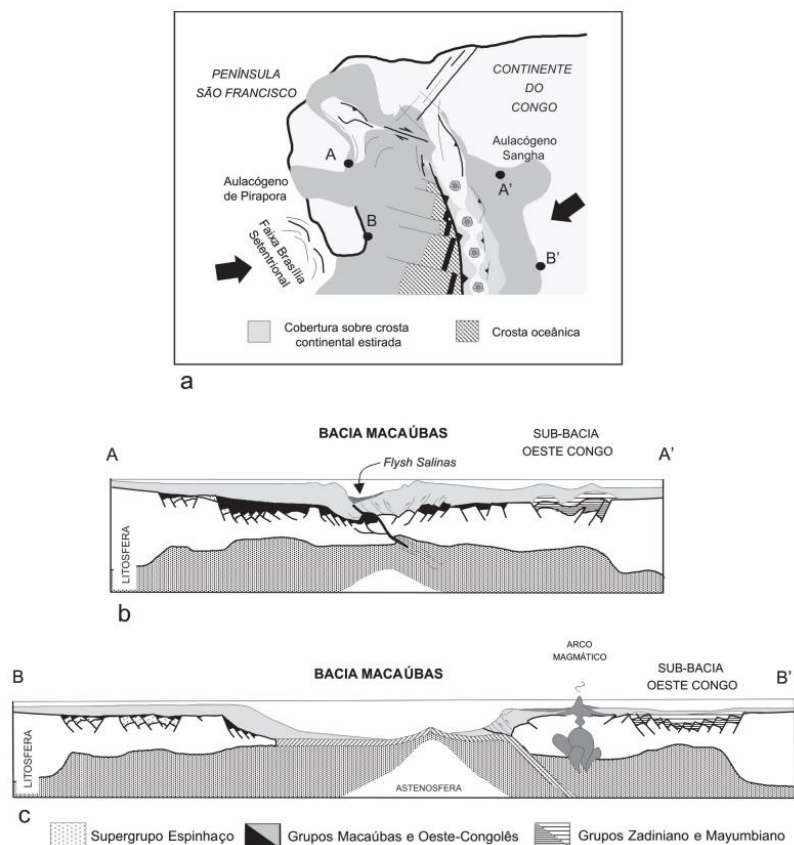 PENÍNSULA
SÃO FRANCISCO
CONTINENTE
DO
CONGO
Aulacógeno
Sangha
A
A'
Aulacógeno
de Pirapora
B
B'
Faixa Brasília
Setentrional
Cobertura sobre crosta
continental estirada
Crosta oceânica
a
BACIA MACAÚBAS
SUB-BACIA
OESTE CONGO
A
A'
Flysh Salinas
LITOSFERA
b
ARCO
MAGMÁTICO
B
BACIA MACAÚBAS
SUB-BACIA
OESTE CONGO
B'
LITOSFERA
ASTENOSFERA
c
Supergrupo Espinhaço
Grupos Macaúbas e Oeste-Congolês
Grupos Zadiniano e Mayumbiano